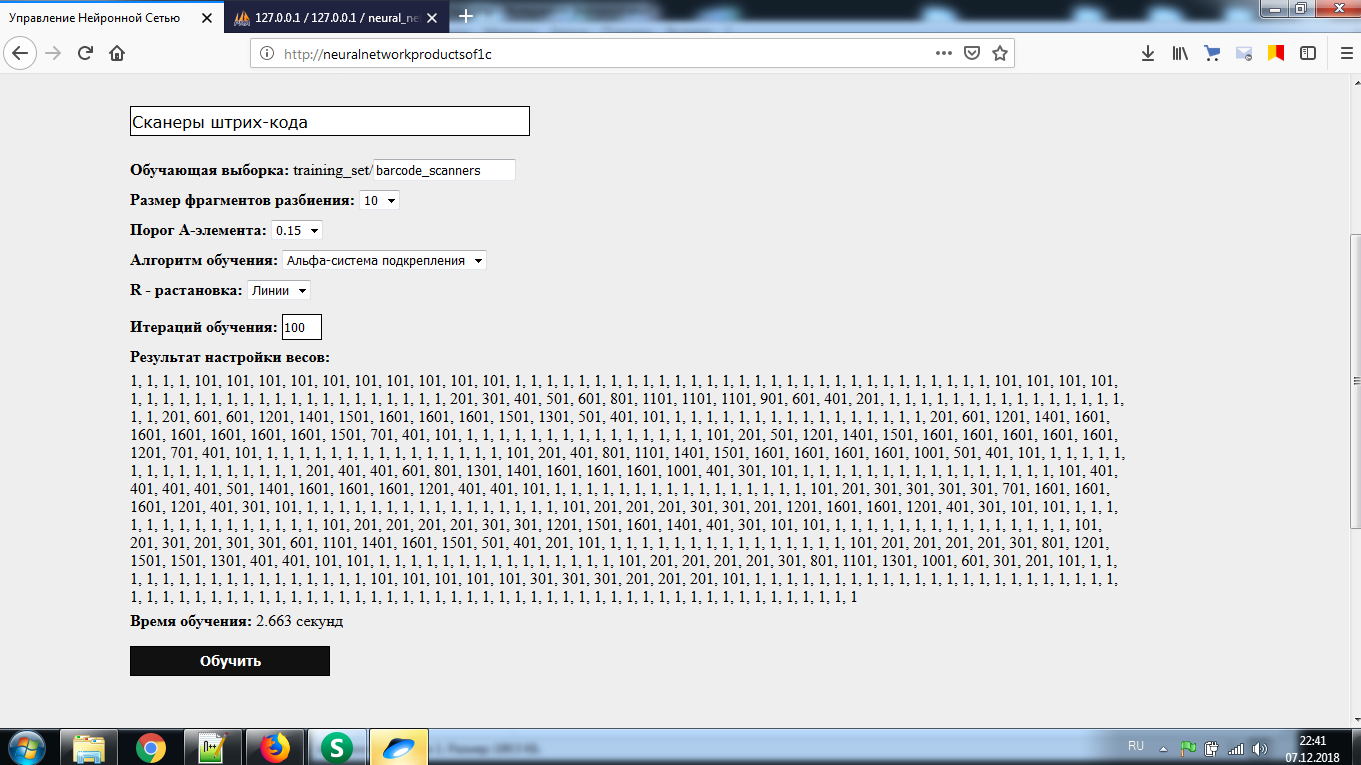 Управление Нейронной Сетью
127.0.0.1 / 127.0.0.1 / neural_ne
http://neuralnetworkproductsof1c
Сканеры штрих-кода
Обучающая выборка: training_set/barcode_scanners
Размер фрагментов разбиения: 10
Порог А-элемента: 0.15
Алгоритм обучения: Альфа-система подкрепления
R - растановка: Линии
Итераций обучения: 100
Результат настройки весов:
1, 1, 1, 1, 101, 101, 101, 101, 101, 101, 101, 101, 101, 101, 1, 1, 1, 1, 1, 1, 1, 1, 1, 1, 1, 1, 1, 1, 1, 1, 1, 1, 1, 1, 1, 1, 1, 1, 1, 1, 1, 1, 1, 1, 101, 101, 101, 101,
1, 1, 1, 1, 1, 1, 1, 1, 1, 1, 1, 1, 1, 1, 1, 1, 1, 1, 1, 1, 201, 301, 401, 501, 601, 801, 1101, 1101, 1101, 901, 601, 401, 201, 1, 1, 1, 1, 1, 1, 1, 1, 1, 1, 1, 1, 1, 1, 1,
1, 1, 201, 601, 601, 1201, 1401, 1501, 1601, 1601, 1601, 1501, 1301, 501, 401, 101, 1, 1, 1, 1, 1, 1, 1, 1, 1, 1, 1, 1, 1, 1, 1, 1, 201, 601, 1201, 1401, 1601,
1601, 1601, 1601, 1601, 1601, 1501, 701, 401, 101, 1, 1, 1, 1, 1, 1, 1, 1, 1, 1, 1, 1, 1, 1, 1, 101, 201, 501, 1201, 1401, 1501, 1601, 1601, 1601, 1601, 1601,
1201, 701, 401, 101, 1, 1, 1, 1, 1, 1, 1, 1, 1, 1, 1, 1, 1, 1, 1, 101, 201, 401, 801, 1101, 1401, 1501, 1601, 1601, 1601, 1601, 1001, 501, 401, 101, 1, 1, 1, 1, 1,
1, 1, 1, 1, 1, 1, 1, 1, 1, 1, 1, 201, 401, 401, 601, 801, 1301, 1401, 1601, 1601, 1601, 1001, 401, 301, 101, 1, 1, 1, 1, 1, 1, 1, 1, 1, 1, 1, 1, 1, 1, 1, 1, 101, 401,
401, 401, 401, 501, 1401, 1601, 1601, 1601, 1201, 401, 401, 101, 1, 1, 1, 1, 1, 1, 1, 1, 1, 1, 1, 1, 1, 1, 1, 1, 101, 201, 301, 301, 301, 301, 701, 1601, 1601,
1601, 1201, 401, 301, 101, 1, 1, 1, 1, 1, 1, 1, 1, 1, 1, 1, 1, 1, 1, 1, 1, 101, 201, 201, 201, 301, 301, 201, 1201, 1601, 1601, 1201, 401, 301, 101, 101, 1, 1, 1,
1, 1, 1, 1, 1, 1, 1, 1, 1, 1, 1, 1, 101, 201, 201, 201, 201, 301, 301, 1201, 1501, 1601, 1401, 401, 301, 101, 101, 1, 1, 1, 1, 1, 1, 1, 1, 1, 1, 1, 1, 1, 1, 1, 101,
201, 301, 201, 301, 301, 601, 1101, 1401, 1601, 1501, 501, 401, 201, 101, 1, 1, 1, 1, 1, 1, 1, 1, 1, 1, 1, 1, 1, 1, 1, 101, 201, 201, 201, 201, 301, 801, 1201,
1501, 1501, 1301, 401, 401, 101, 101, 1, 1, 1, 1, 1, 1, 1, 1, 1, 1, 1, 1, 1, 1, 1, 101, 201, 201, 201, 201, 301, 801, 1101, 1301, 1001, 601, 301, 201, 101, 1, 1,
1, 1, 1, 1, 1, 1, 1, 1, 1, 1, 1, 1, 1, 1, 1, 101, 101, 101, 101, 101, 301, 301, 301, 201, 201, 201, 101, 1, 1, 1, 1, 1, 1, 1, 1, 1, 1, 1, 1, 1, 1, 1, 1, 1, 1, 1, 1, 1, 1, 1,
1, 1, 1, 1, 1, 1, 1, 1, 1, 1, 1, 1, 1, 1, 1, 1, 1, 1, 1, 1, 1, 1, 1, 1, 1, 1, 1, 1, 1, 1, 1, 1, 1, 1, 1, 1, 1, 1, 1, 1, 1, 1, 1, 1, 1, 1
Время обучения: 2.663 секунд
Обучить
RU
22:41
07.12.2018